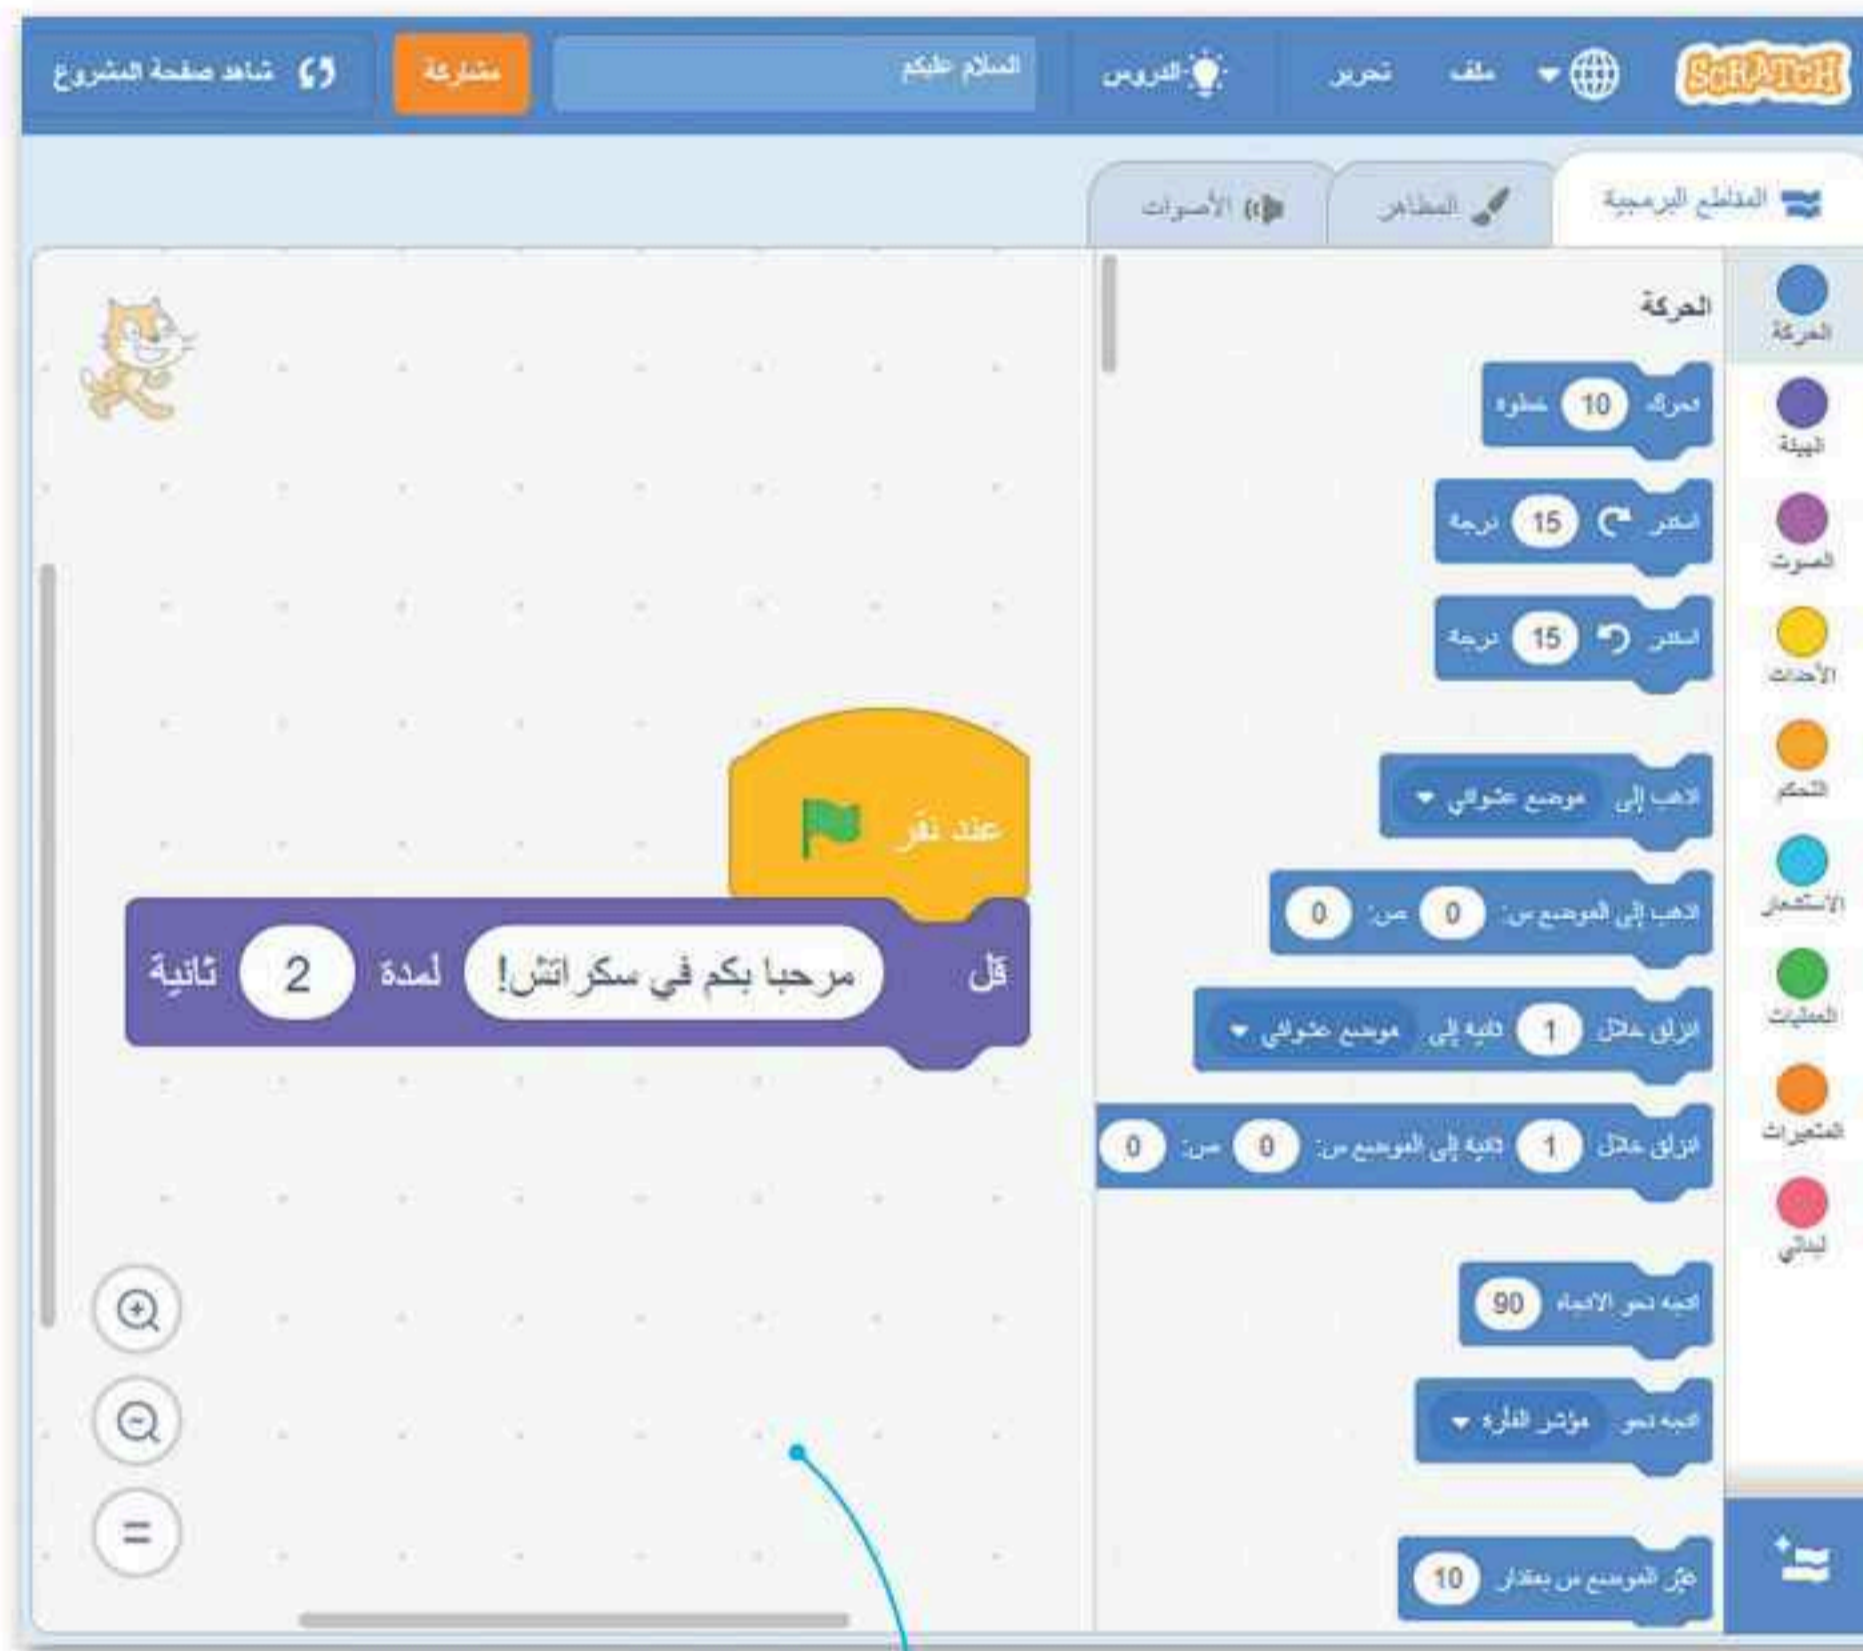 SCRATCH ملف تحرير الدروس السلام عليكم مشاركة شاهد صفحة المشروع
المقاطع البرمجية المظاهر الأصوات
الحركة
الهيئة
الصوت
الأحداث
التحكم
الاستشعار
العمليات
المتغيرات
لبناتي
الحركة
تحرك 10 خطوة
استدر 15 درجة
استدر 15 درجة
اذهب إلى موضع عشوائي
اذهب إلى الموضع س: 0 ص: 0
انزلق خلال 1 ثانية إلى موضع عشوائي
انزلق خلال 1 ثانية إلى الموضع س: 0 ص: 0
اتجه نحو الاتجاه 90
اتجه نحو مؤشر الفأرة
غيّر الموضع س بمقدار 10
عند نقر
قل مرحبا بكم في سكراتش! لمدة 2 ثانية